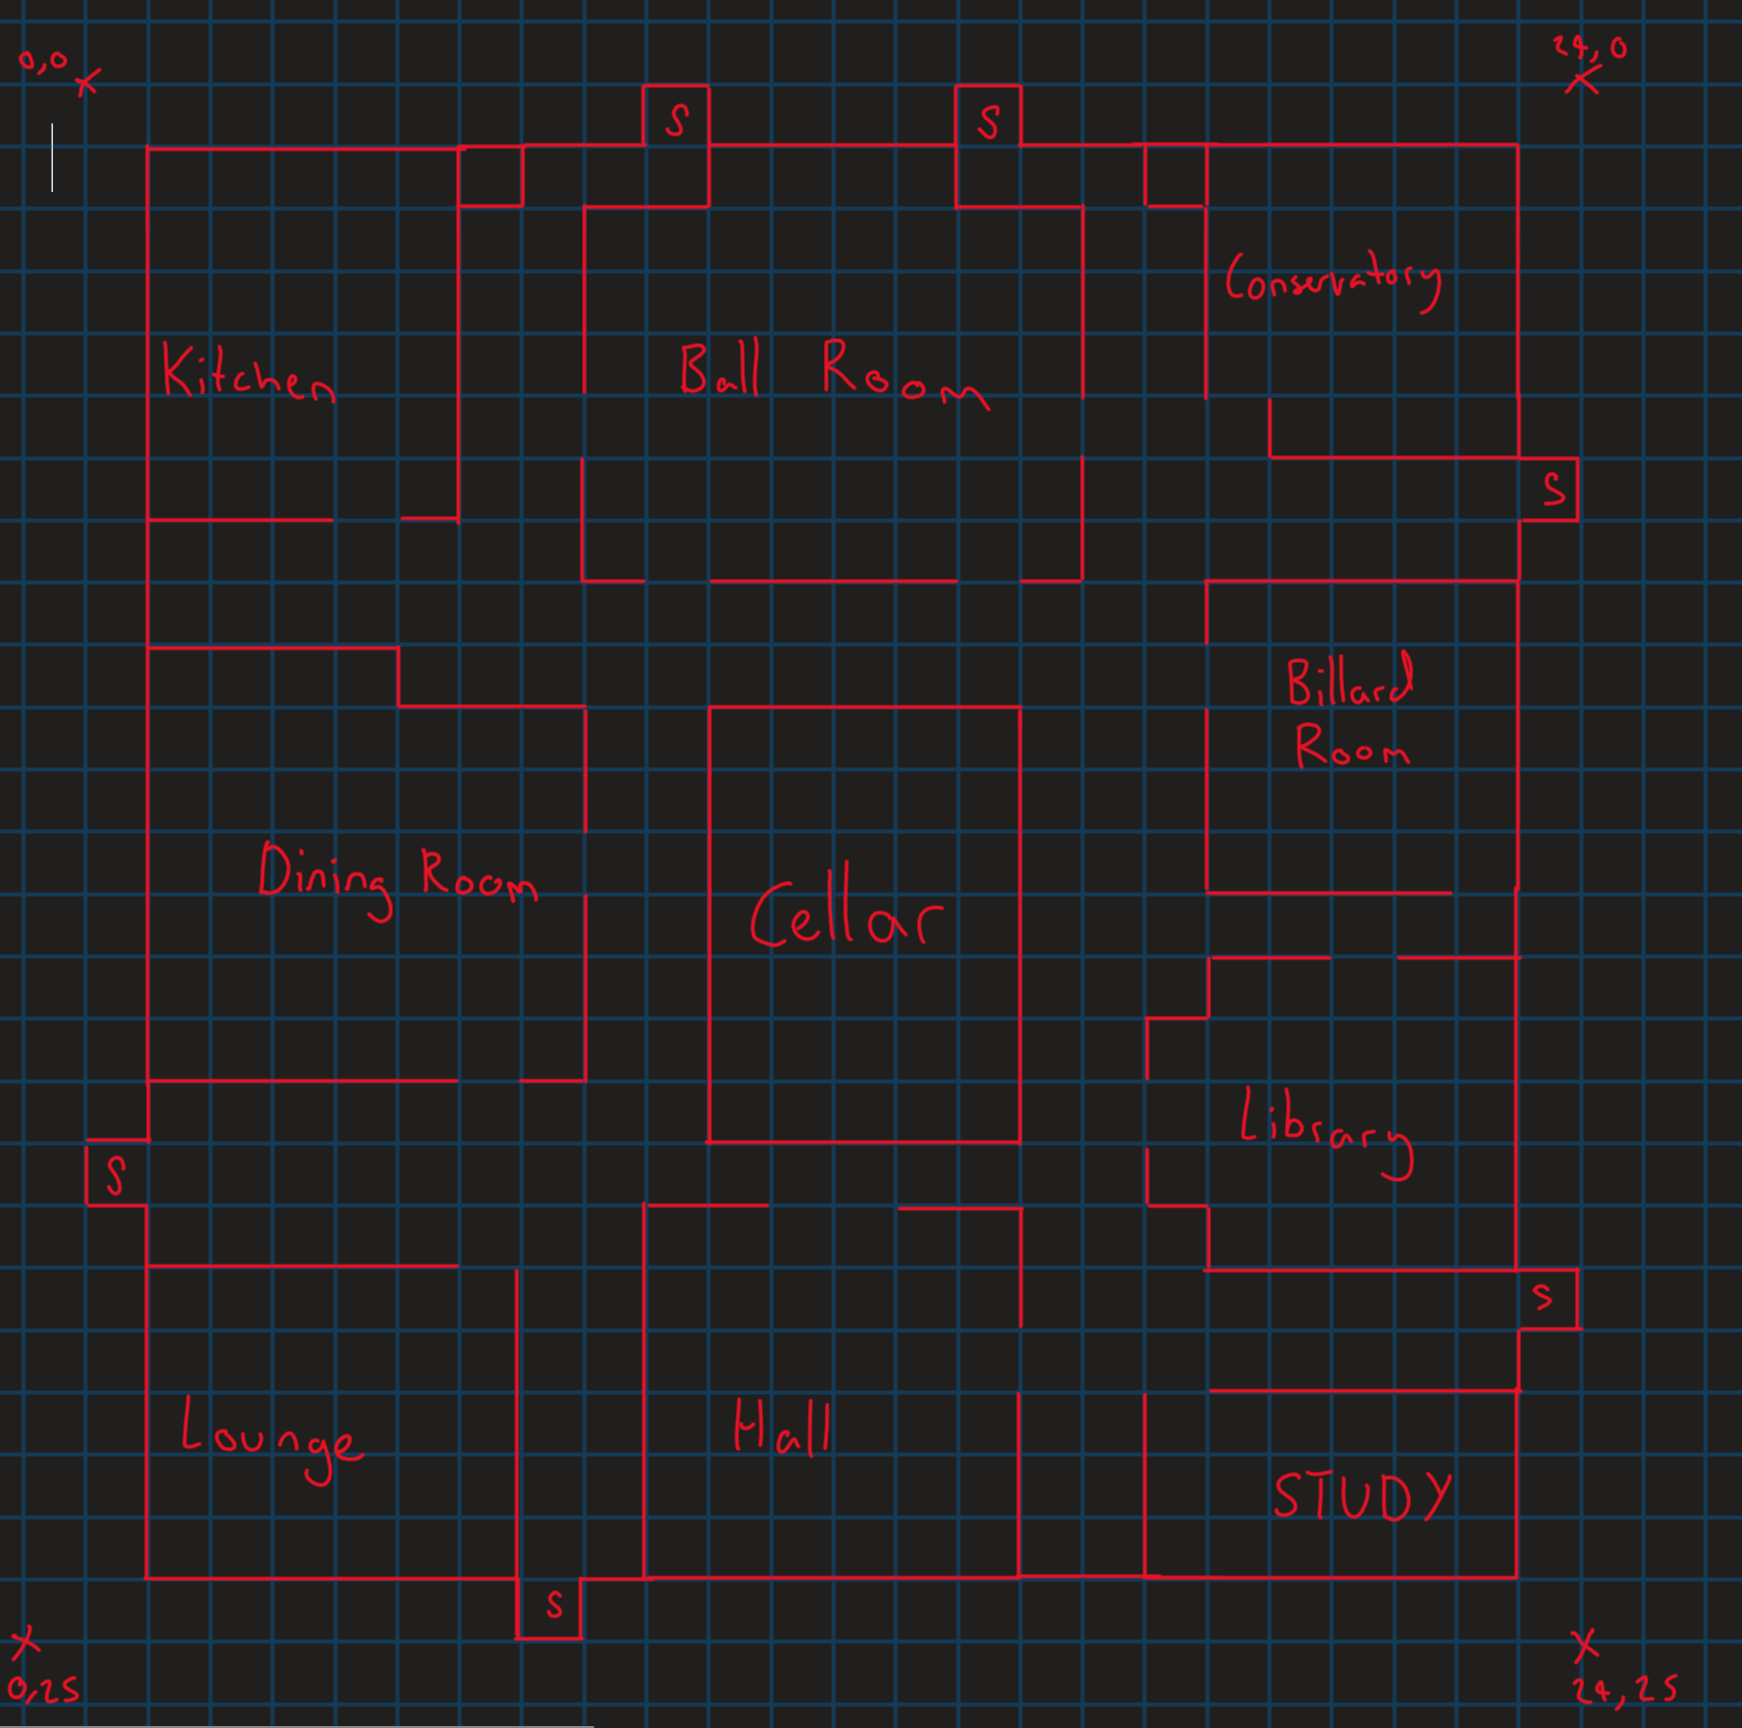 0,0
24,0
S
S
Conservatory
Kitchen
Ball Room
S
Billard
Room
Dining Room
Cellar
Library
S
S
Lounge
Hall
STUDY
S
0,25
24,25